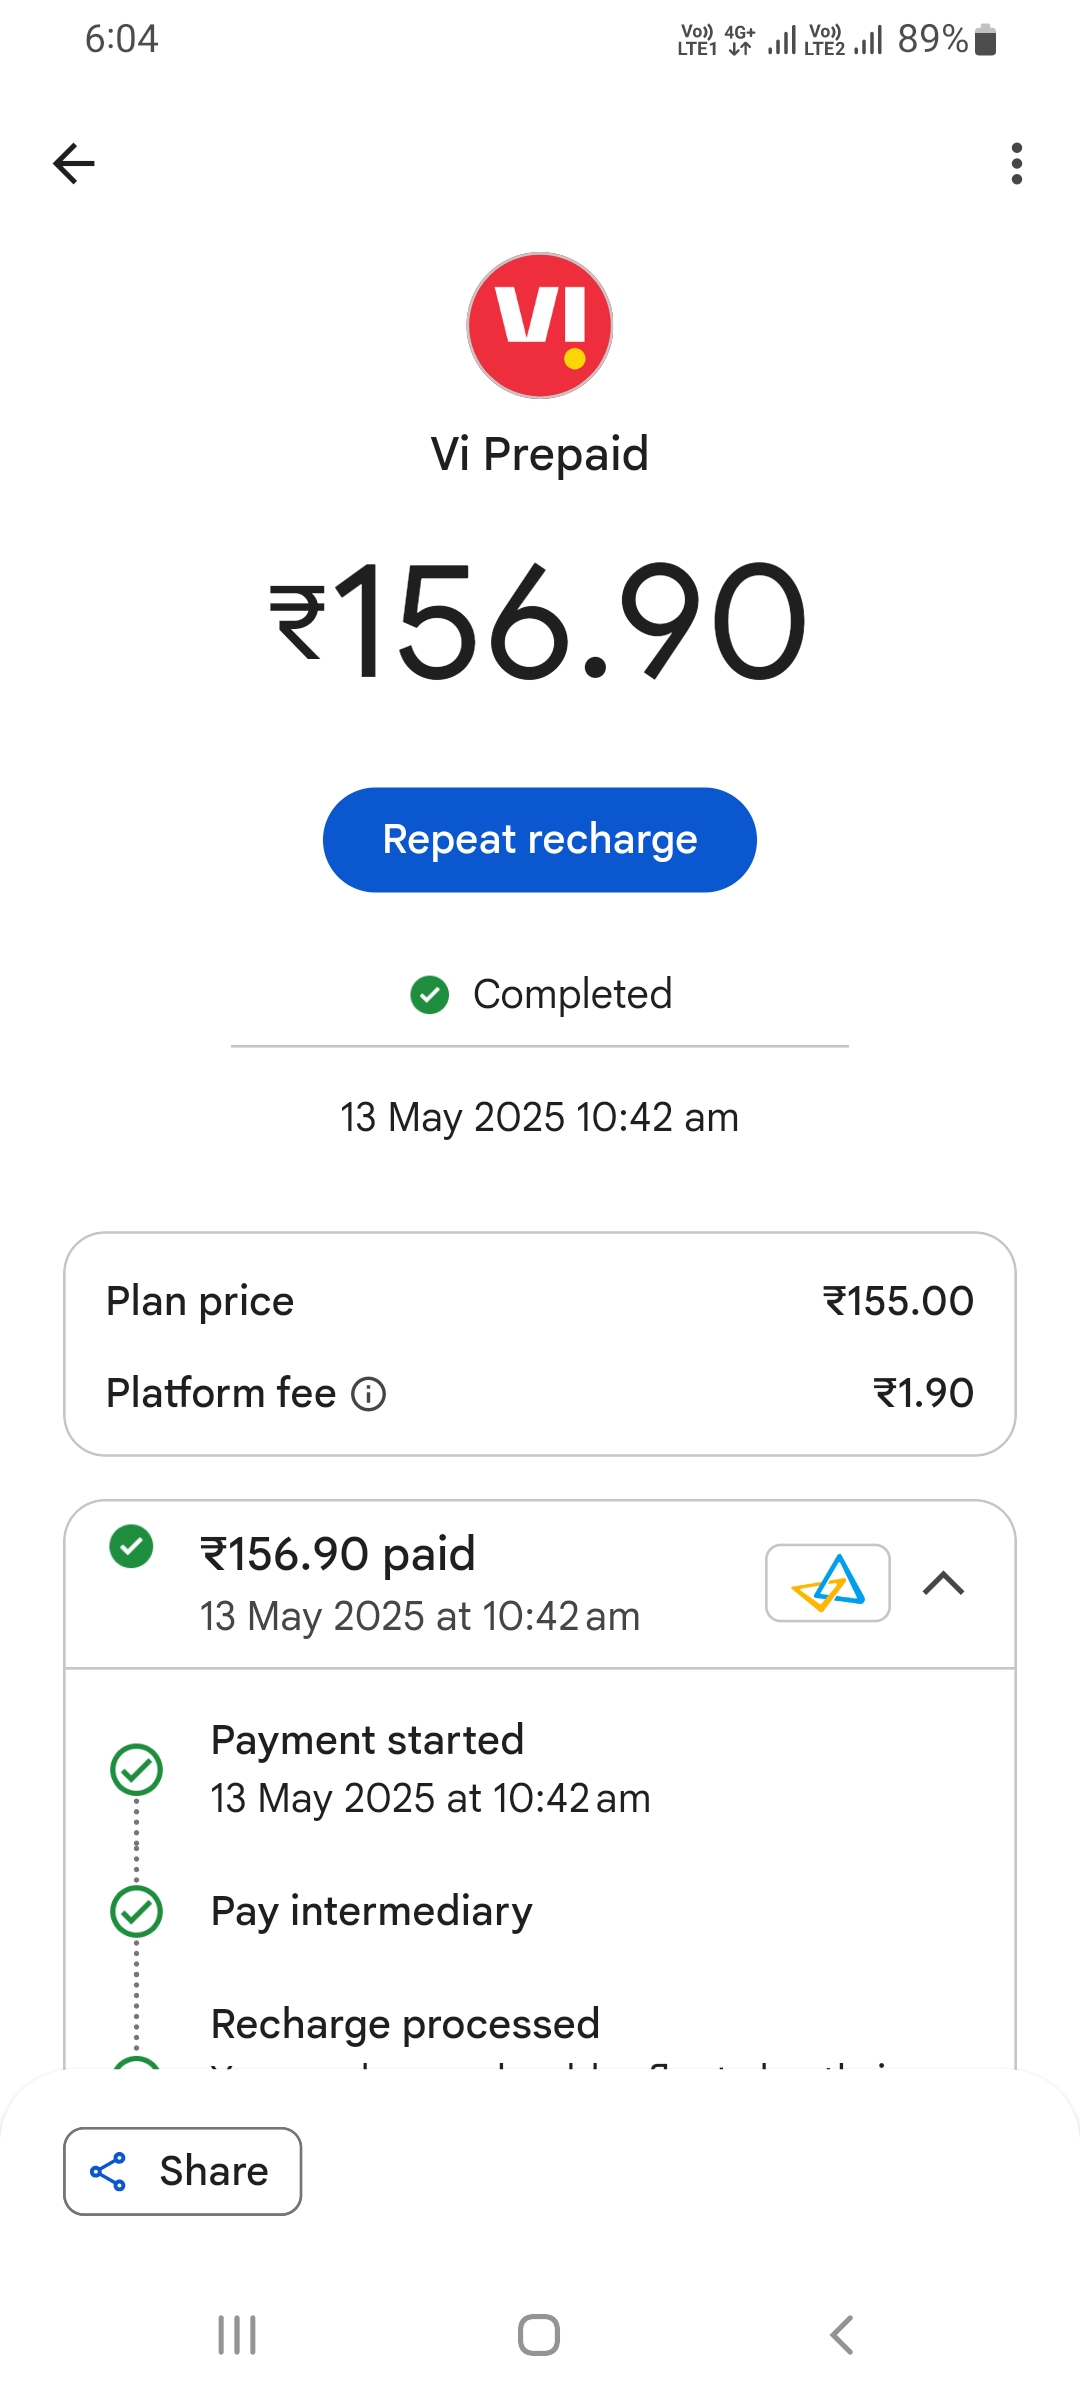 6:04
Vo)) 4G+ Vo)) 89%
LTE1 LTE2
VI
Vi Prepaid
₹156.90
Repeat recharge
Completed
13 May 2025 10:42 am
Plan price ₹155.00
Platform fee ₹1.90
₹156.90 paid
13 May 2025 at 10:42 am
Payment started
13 May 2025 at 10:42 am
Pay intermediary
Recharge processed
Share